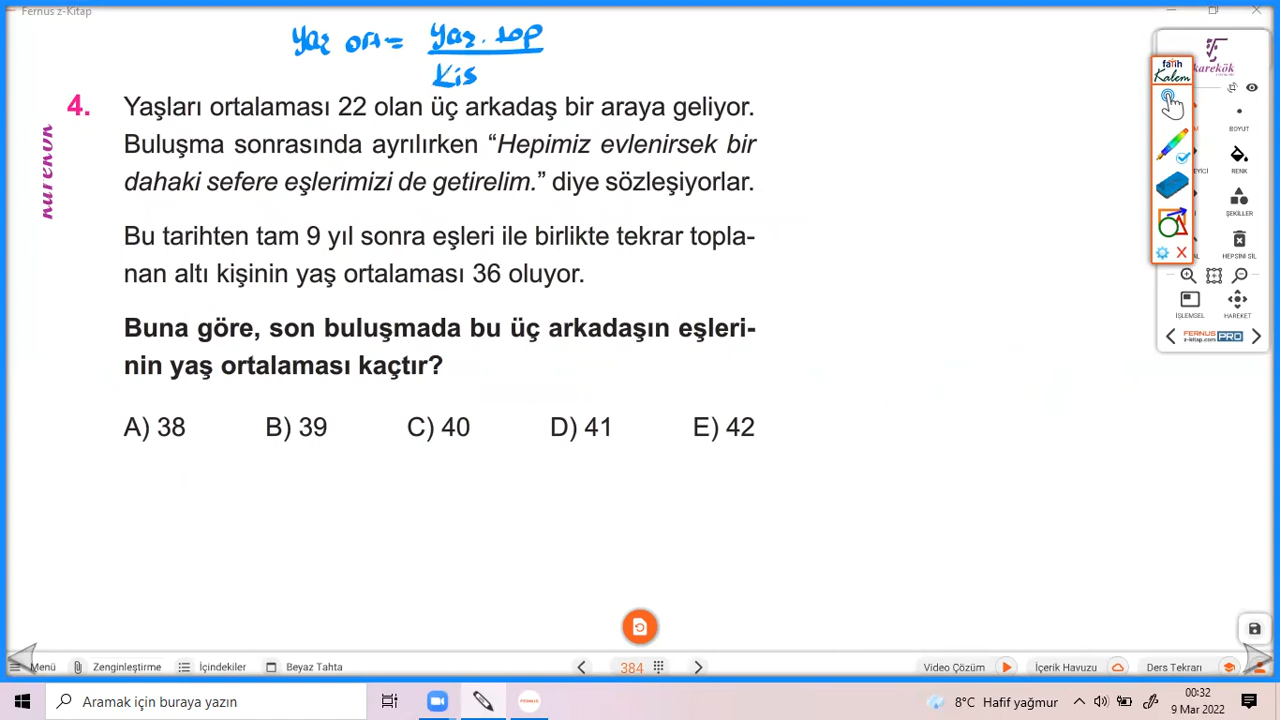 Fernus z-Kitap
Yaş ort = Yaş. top
Kis
karekök
fatih
Kalem
BOYUT
4. Yaşları ortalaması 22 olan üç arkadaş bir araya geliyor.
Buluşma sonrasında ayrılırken “Hepimiz evlenirsek bir
dahaki sefere eşlerimizi de getirelim.” diye sözleşiyorlar.
karekök
RENK
ŞEKİLLER
Bu tarihten tam 9 yıl sonra eşleri ile birlikte tekrar topla-
nan altı kişinin yaş ortalaması 36 oluyor.
HEPSİNİ SİL
İŞLEMSEL
HAREKET
Buna göre, son buluşmada bu üç arkadaşın eşleri-
nin yaş ortalaması kaçtır?
FERNUS PRO
z-kitap.com
A) 38 B) 39 C) 40 D) 41 E) 42
Menü Zenginleştirme İçindekiler Beyaz Tahta 384 Video Çözüm İçerik Havuzu Ders Tekrarı
Aramak için buraya yazın
FERNUS
8°C Hafif yağmur
00:32
9 Mar 2022